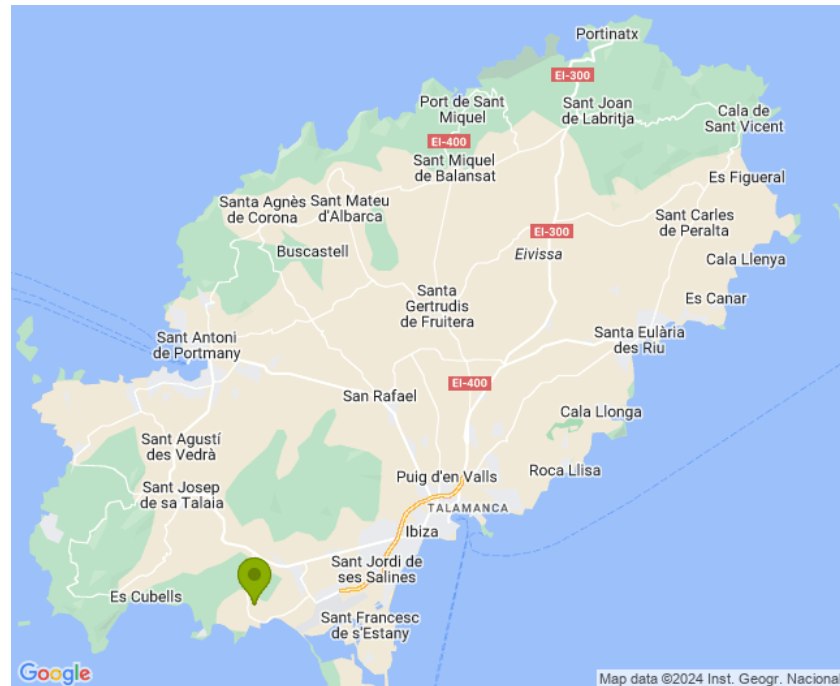 Portinatx
EI-300
Port de Sant
Miquel
Sant Joan
de Labritja
Cala de
Sant Vicent
EI-400
Sant Miquel
de Balansat
Es Figueral
Santa Agnès
de Corona
Sant Mateu
d'Albarca
Sant Carles
de Peralta
EI-300
Buscastell
Eivissa
Cala Llenya
Santa
Gertrudis
de Fruitera
Es Canar
Sant Antoni
de Portmany
Santa Eulària
des Riu
EI-400
San Rafael
Cala Llonga
Sant Agustí
des Vedrà
Roca Llisa
Puig d'en Valls
Sant Josep
de sa Talaia
TALAMANCA
Ibiza
Sant Jordi de
ses Salines
Es Cubells
Sant Francesc
de s'Estany
Google
Map data ©2024 Inst. Geogr. Nacional